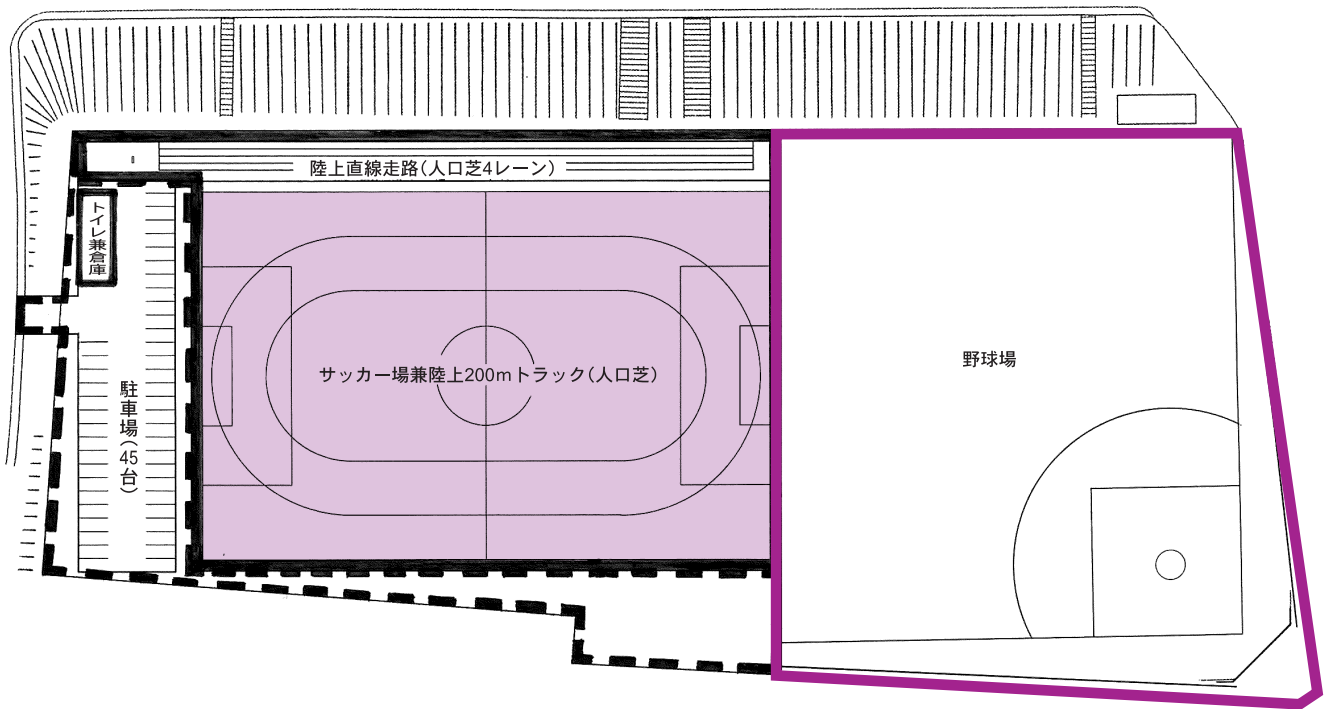 陸上直線走路(人口芝4レーン)
トイレ兼倉庫
サッカー場兼陸上200mトラック(人口芝)
野球場
駐車場(45台)